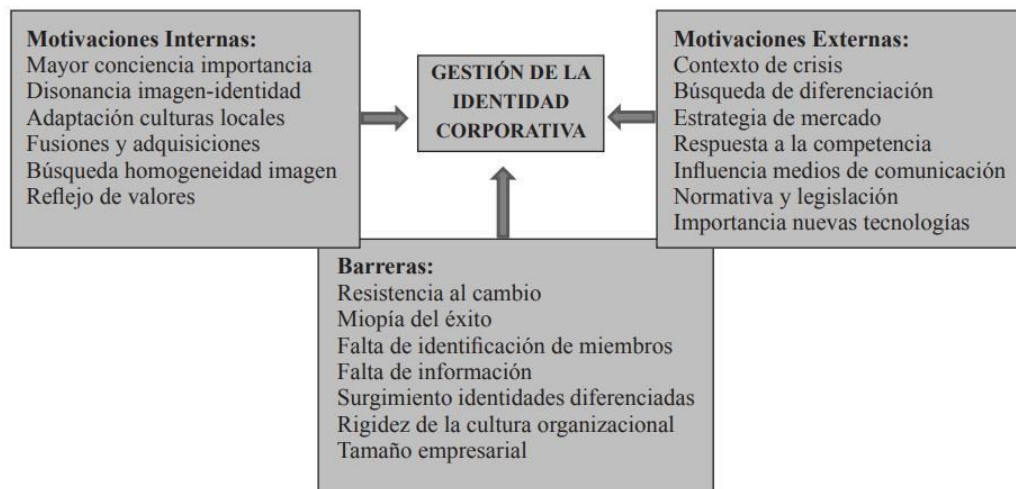 Motivaciones Internas:
Mayor conciencia importancia
Disonancia imagen-identidad
Adaptación culturas locales
Fusiones y adquisiciones
Búsqueda homogeneidad imagen
Reflejo de valores
GESTIÓN DE LA
IDENTIDAD
CORPORATIVA
Motivaciones Externas:
Contexto de crisis
Búsqueda de diferenciación
Estrategia de mercado
Respuesta a la competencia
Influencia medios de comunicación
Normativa y legislación
Importancia nuevas tecnologías
Barreras:
Resistencia al cambio
Miopía del éxito
Falta de identificación de miembros
Falta de información
Surgimiento identidades diferenciadas
Rigidez de la cultura organizacional
Tamaño empresarial